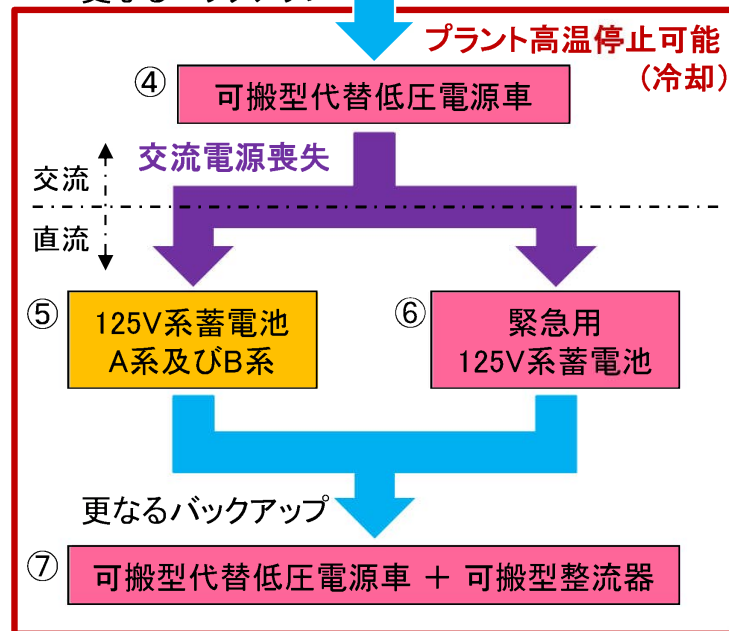 プラント高温停止可能
(冷却)
④ 可搬型代替低圧電源車
交流電源喪失
交流
直流
⑤ 125V系蓄電池
A系及びB系
⑥ 緊急用
125V系蓄電池
更なるバックアップ
⑦ 可搬型代替低圧電源車 + 可搬型整流器